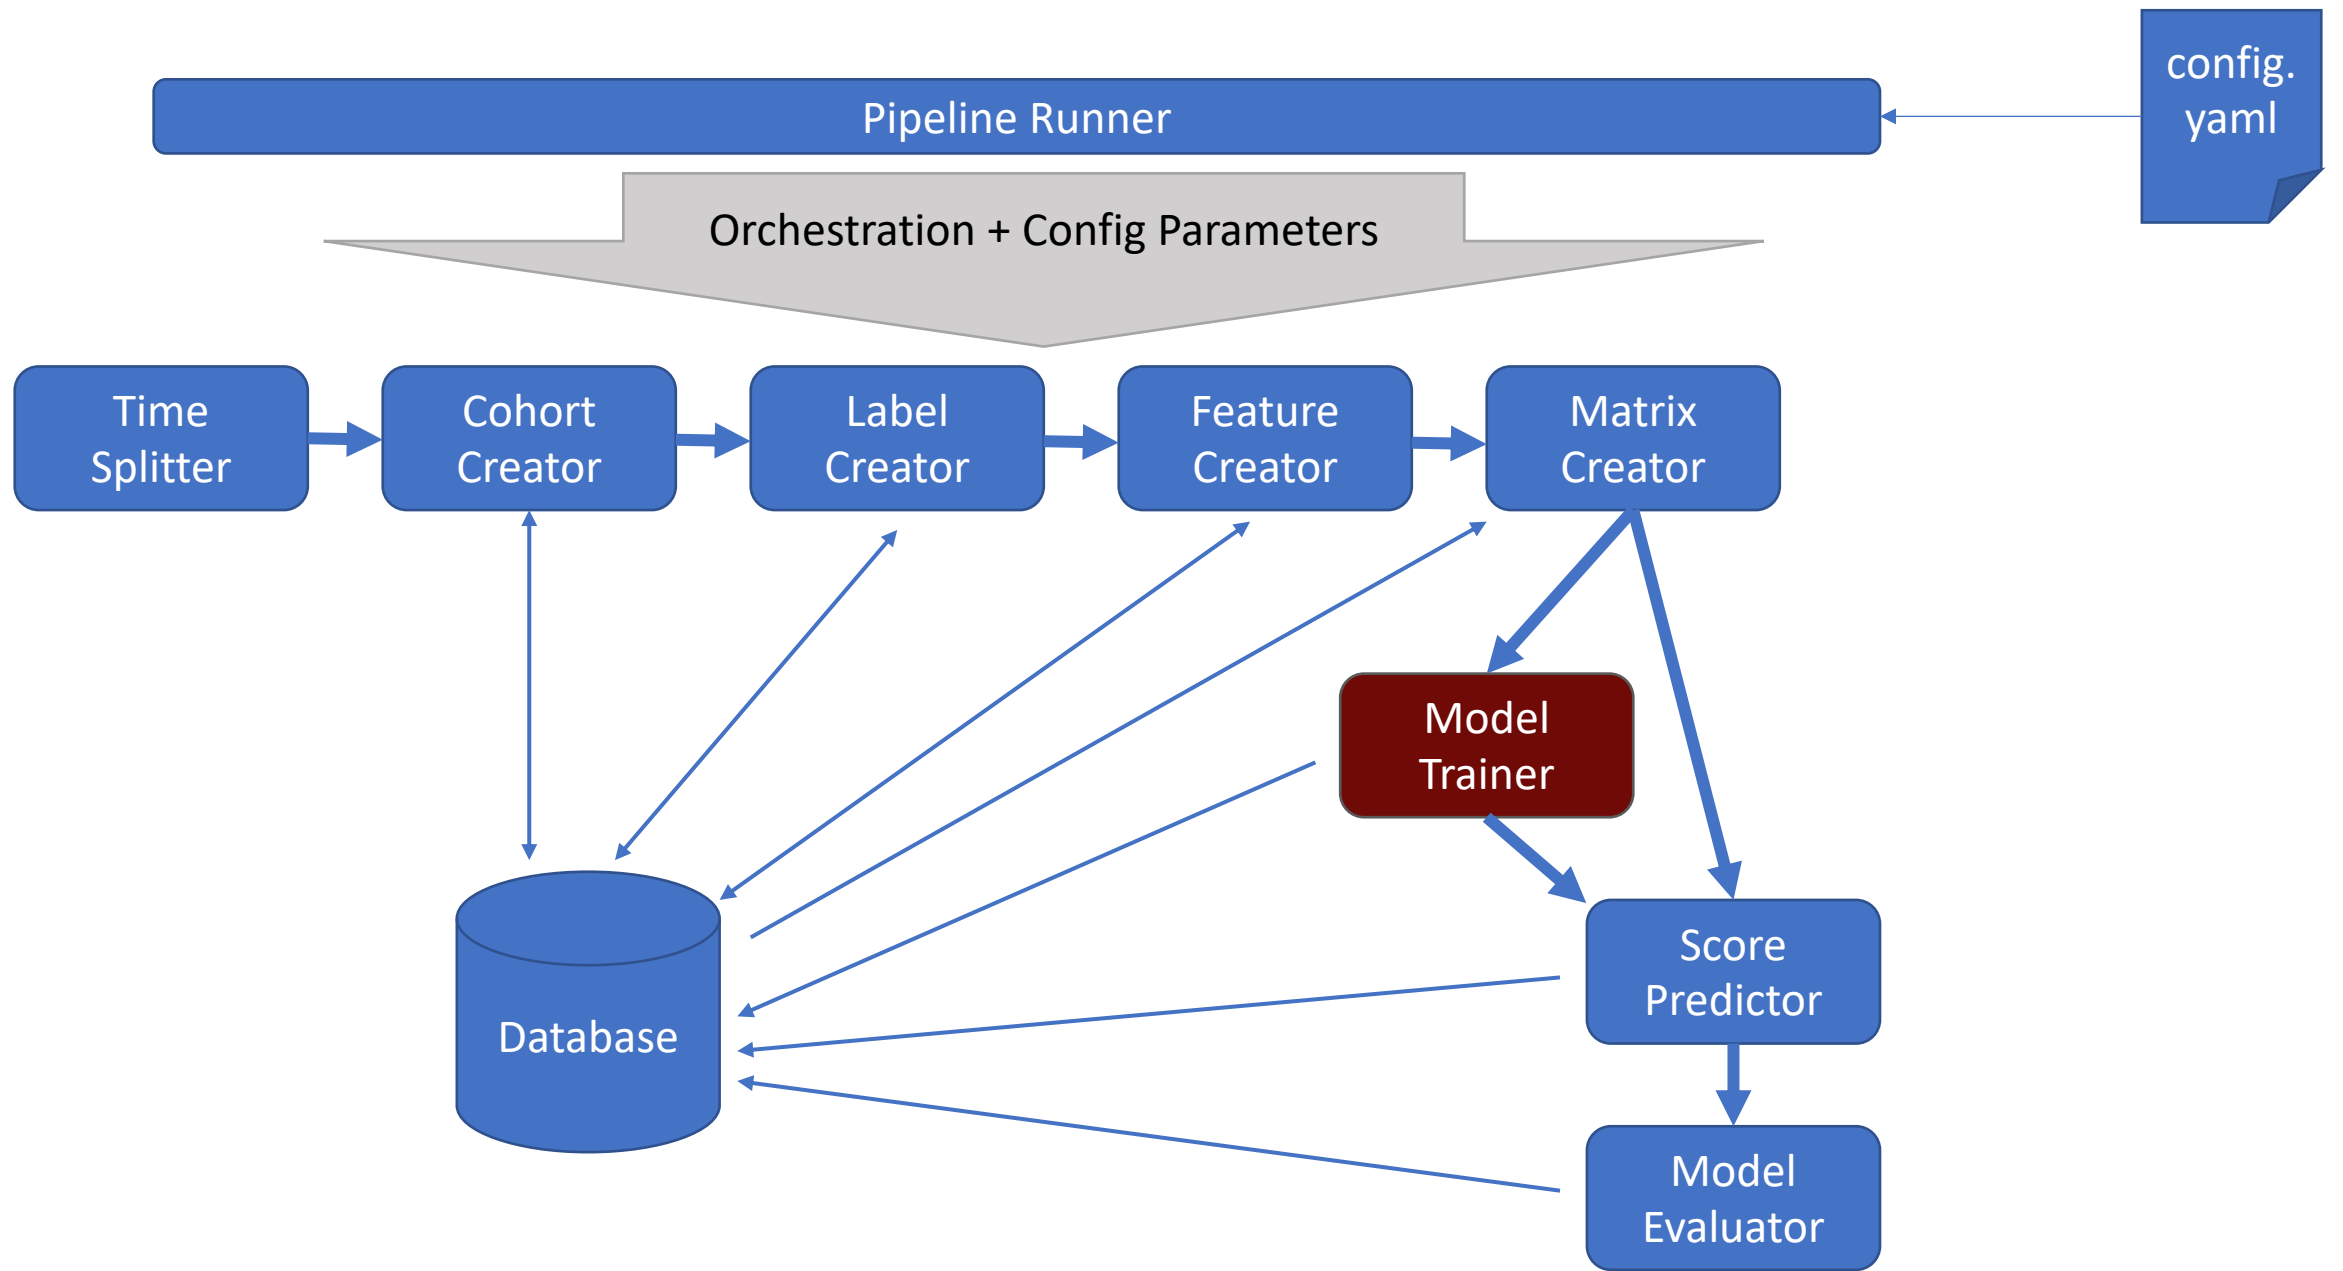 config.
yaml
Pipeline Runner
Orchestration + Config Parameters
Time
Splitter
Cohort
Creator
Label
Creator
Feature
Creator
Matrix
Creator
Model
Trainer
Score
Predictor
Database
Model
Evaluator